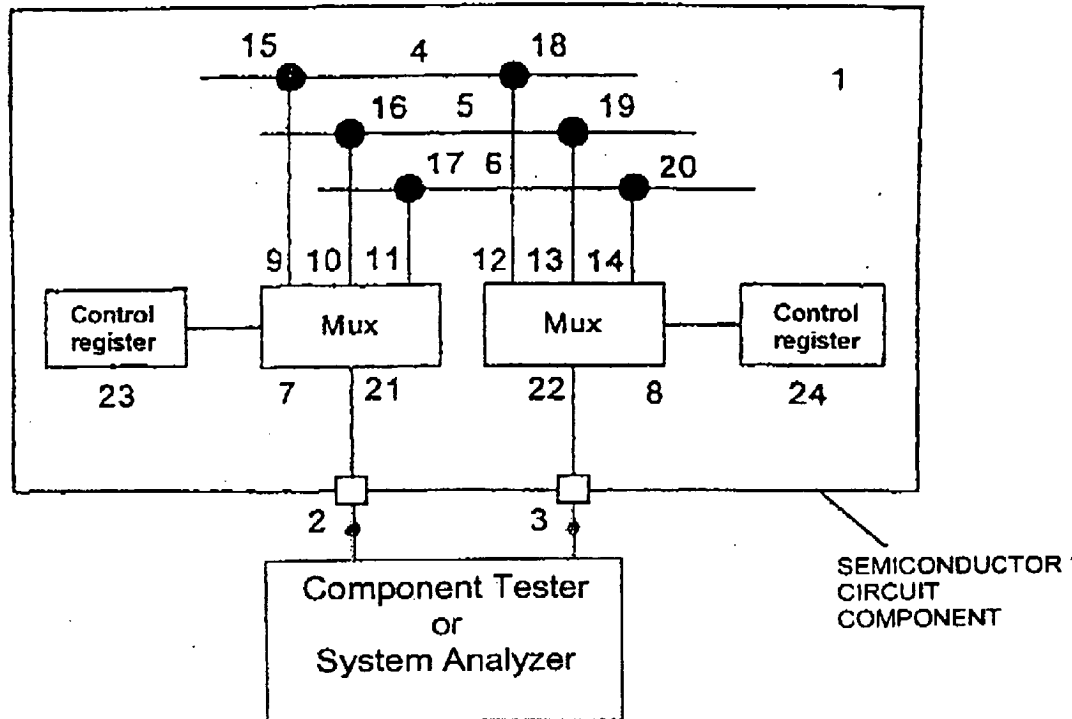 15 4 18
1
16 5 19
17 6 20
9 10 11 12 13 14
Control
register
Mux
Mux
Control
register
23 7 21 22 8 24
2 3
Component Tester
or
System Analyzer
SEMICONDUCTOR
CIRCUIT
COMPONENT